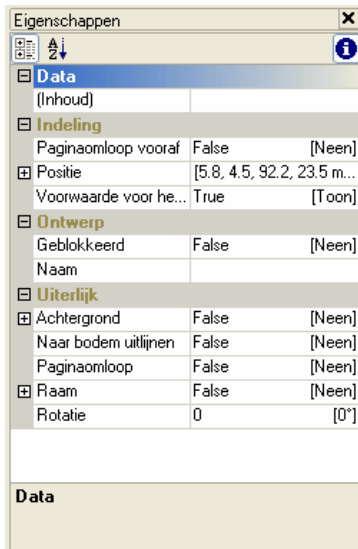 Eigenschappen
A Z
Data
(Inhoud)
Indeling
Paginaomloop vooraf False [Neen]
Positie [5.8, 4.5, 92.2, 23.5 m...
Voorwaarde voor he... True [Toon]
Ontwerp
Geblokkeerd False [Neen]
Naam
Uiterlijk
Achtergrond False [Neen]
Naar bodem uitlijnen False [Neen]
Paginaomloop False [Neen]
Raam False [Neen]
Rotatie 0 [0°]
Data